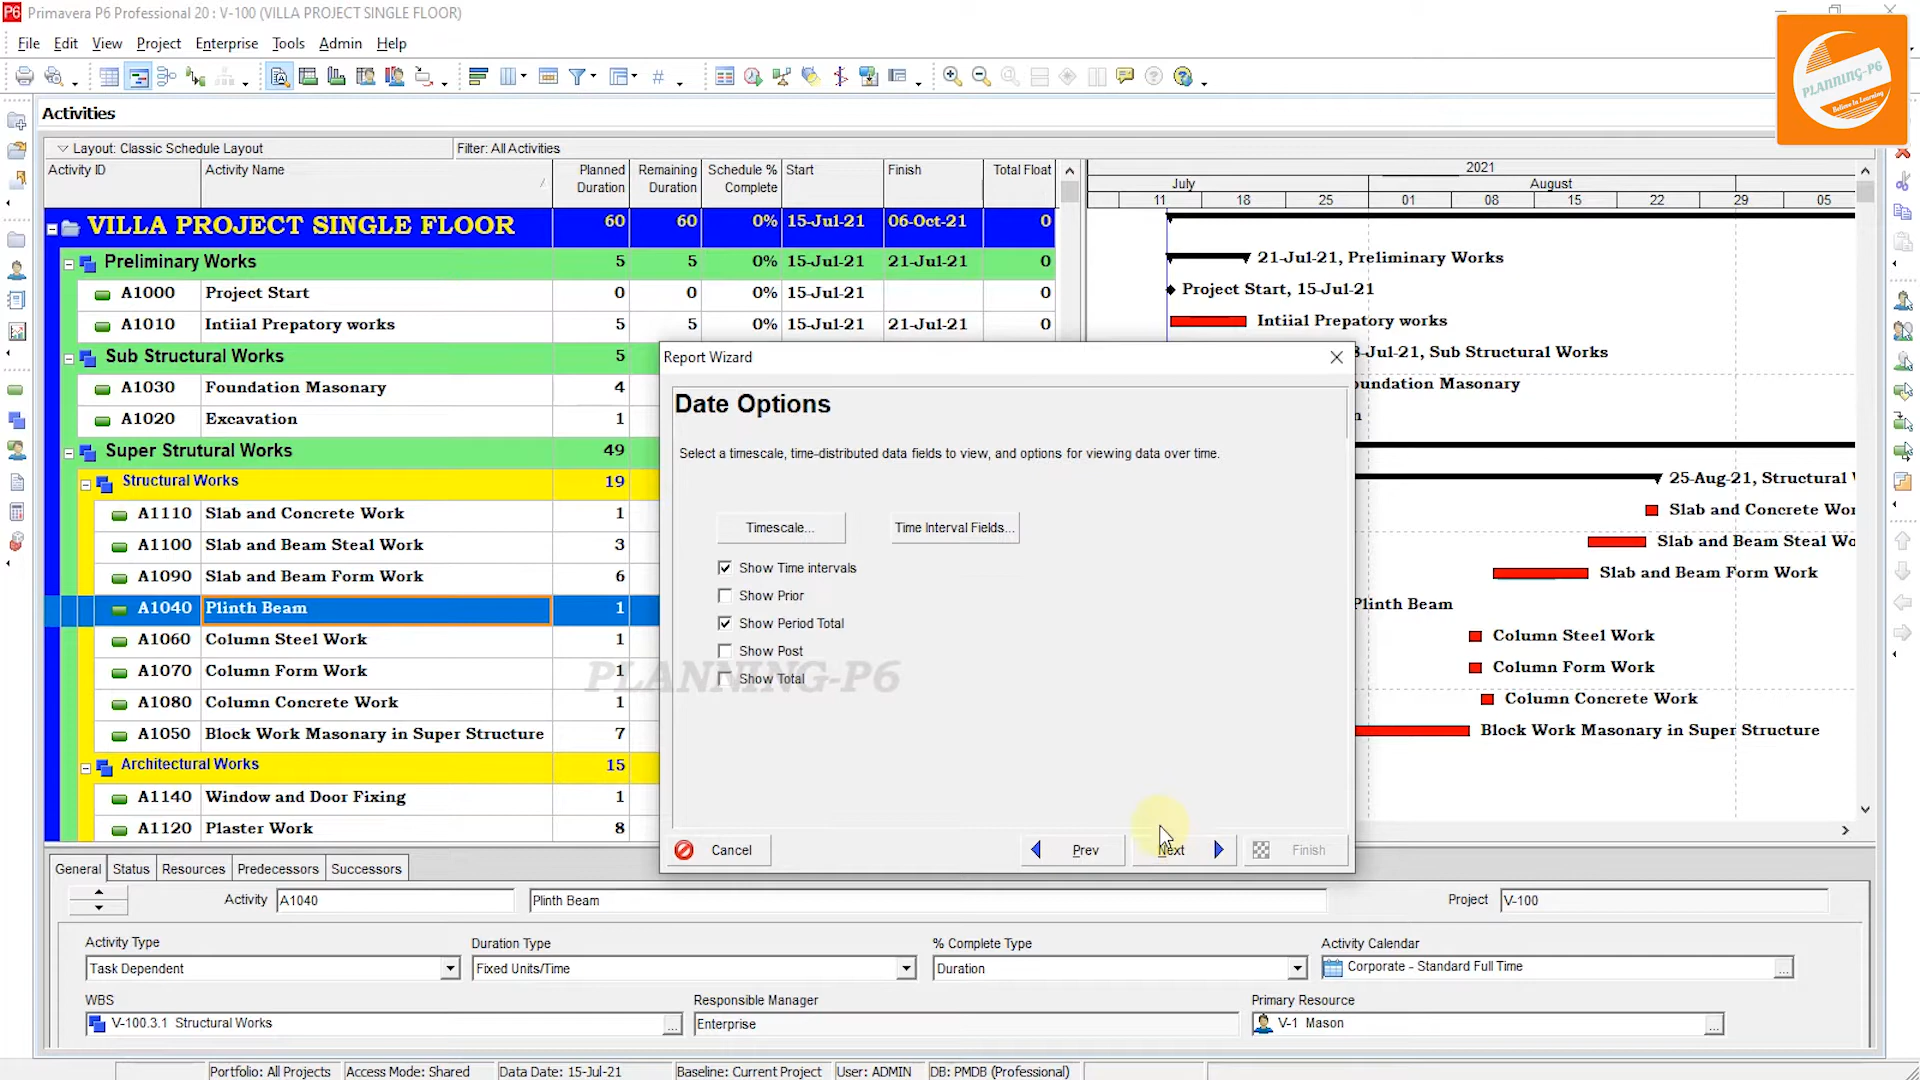 Primavera P6 Professional 20 : V-100 (VILLA PROJECT SINGLE FLOOR)
File Edit View Project Enterprise Tools Admin Help
PLANNING-P6
Believe In Learning
Activities
Layout: Classic Schedule Layout Filter: All Activities
Activity ID Activity Name Planned Duration Remaining Duration Schedule % Complete Start Finish Total Float
2021
July August
11 18 25 01 08 15 22 29 05
VILLA PROJECT SINGLE FLOOR 60 60 0% 15-Jul-21 06-Oct-21 0
Preliminary Works 5 5 0% 15-Jul-21 21-Jul-21 0
21-Jul-21, Preliminary Works
A1000 Project Start 0 0 0% 15-Jul-21 0
Project Start, 15-Jul-21
A1010 Intiial Prepatory works 5 5 0% 15-Jul-21 21-Jul-21 0
Intiial Prepatory works
Sub Structural Works 5
8-Jul-21, Sub Structural Works
A1030 Foundation Masonary 4
oundation Masonary
A1020 Excavation 1
n
Super Strutural Works 49
Structural Works 19
25-Aug-21, Structural
A1110 Slab and Concrete Work 1
Slab and Concrete Wor
A1100 Slab and Beam Steal Work 3
Slab and Beam Steal Wo
A1090 Slab and Beam Form Work 6
Slab and Beam Form Work
A1040 Plinth Beam 1
Plinth Beam
A1060 Column Steel Work 1
Column Steel Work
A1070 Column Form Work 1
Column Form Work
A1080 Column Concrete Work 1
Column Concrete Work
A1050 Block Work Masonary in Super Structure 7
Block Work Masonary in Super Structure
Architectural Works 15
A1140 Window and Door Fixing 1
A1120 Plaster Work 8
Report Wizard
Date Options
Select a timescale, time-distributed data fields to view, and options for viewing data over time.
Timescale... Time Interval Fields...
Show Time intervals
Show Prior
Show Period Total
Show Post
Show Total
PLANNING-P6
Cancel Prev Next Finish
General Status Resources Predecessors Successors
Activity A1040 Plinth Beam Project V-100
Activity Type Duration Type % Complete Type Activity Calendar
Task Dependent Fixed Units/Time Duration Corporate - Standard Full Time
WBS Responsible Manager Primary Resource
V-100.3.1 Structural Works Enterprise V-1 Mason
Portfolio: All Projects Access Mode: Shared Data Date: 15-Jul-21 Baseline: Current Project User: ADMIN DB: PMDB (Professional)